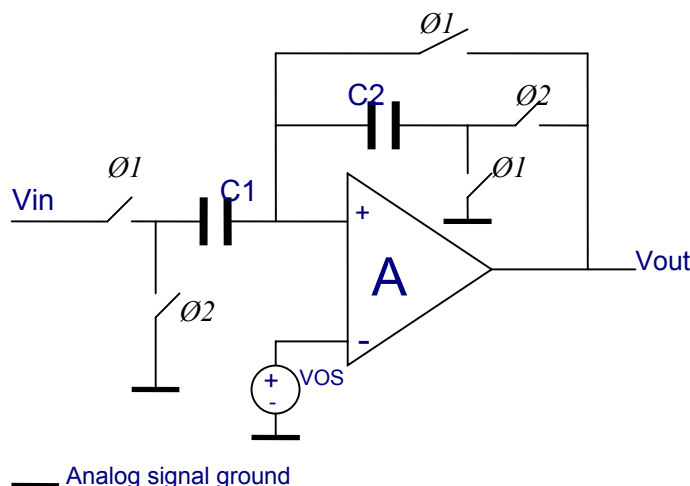 Ø1
C2
Ø2
Ø1
Ø1
Vin
C1
+
A
Vout
Ø2
-
+
-
VOS
Analog signal ground